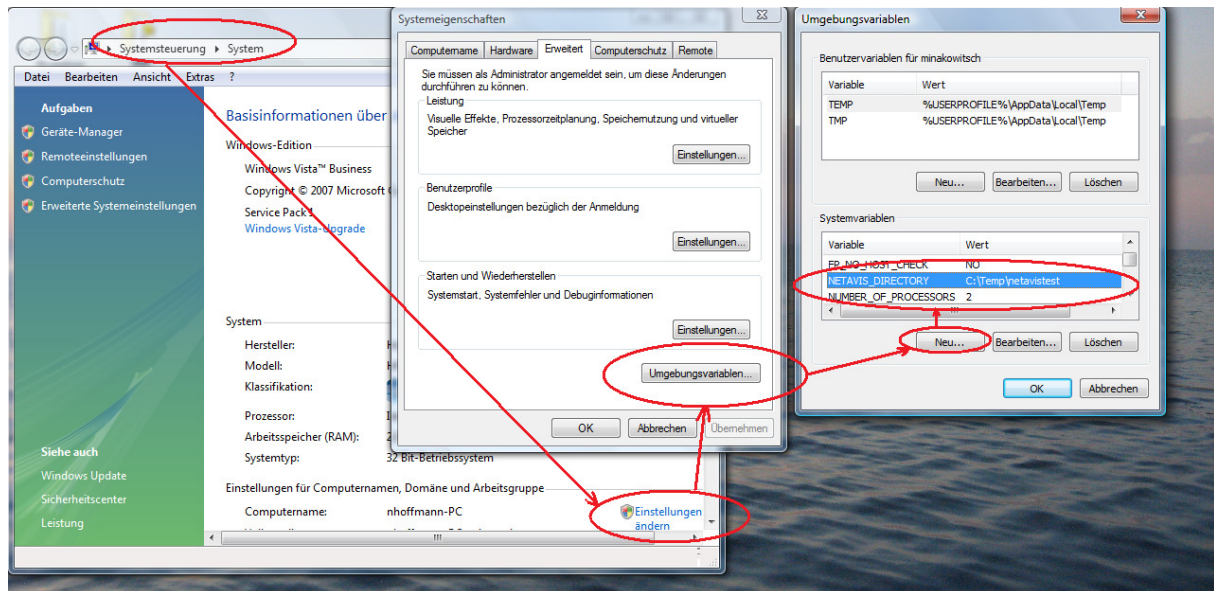 Systemsteuerung
System
Datei Bearbeiten Ansicht Extras ?
Aufgaben
Geräte-Manager
Remoteeinstellungen
Computerschutz
Erweiterte Systemeinstellungen
Siehe auch
Windows Update
Sicherheitscenter
Leistung
Basisinformationen über
Windows-Edition
Windows Vista™ Business
Copyright © 2007 Microsoft
Service Pack 1
Windows Vista-Upgrade
System
Hersteller:
Modell:
Klassifikation:
Prozessor:
Arbeitsspeicher (RAM):
Systemtyp: 32 Bit-Betriebssystem
Einstellungen für Computernamen, Domäne und Arbeitsgruppe
Computername: nhoffmann-PC
Einstellungen
ändern
Systemeigenschaften
Computername Hardware Erweitert Computerschutz Remote
Sie müssen als Administrator angemeldet sein, um diese Änderungen
durchführen zu können.
Leistung
Visuelle Effekte, Prozessorzeitplanung, Speichernutzung und virtueller
Speicher
Einstellungen...
Benutzerprofile
Desktopeinstellungen bezüglich der Anmeldung
Einstellungen...
Starten und Wiederherstellen
Systemstart, Systemfehler und Debuginformationen
Einstellungen...
Umgebungsvariablen...
OK Abbrechen Übernehmen
Umgebungsvariablen
Benutzervariablen für minakowitsch
Variable Wert
TEMP %USERPROFILE%\AppData\Local\Temp
TMP %USERPROFILE%\AppData\Local\Temp
Neu... Bearbeiten... Löschen
Systemvariablen
Variable Wert
FP_NO_HOST_CHECK NO
NETAVIS_DIRECTORY C:\Temp\netavistest
NUMBER_OF_PROCESSORS 2
Neu... Bearbeiten... Löschen
OK Abbrechen